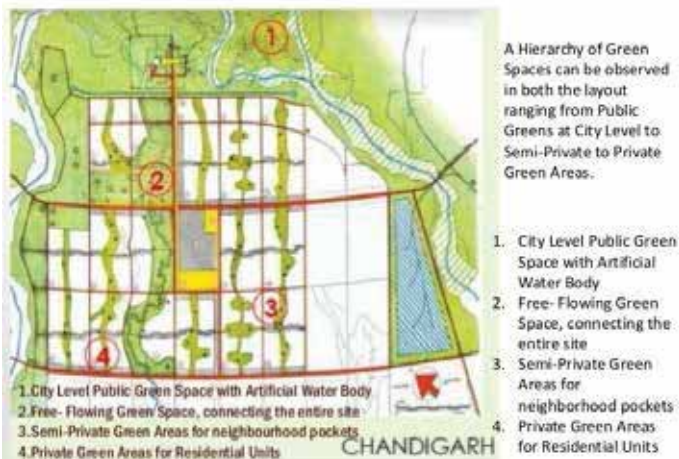 1
2
3
4
1.City Level Public Green Space with Artificial Water Body
2.Free- Flowing Green Space, connecting the entire site
3.Semi-Private Green Areas for neighbourhood pockets
4.Private Green Areas for Residential Units
CHANDIGARH
A Hierarchy of Green
Spaces can be observed
in both the layout
ranging from Public
Greens at City Level to
Semi-Private to Private
Green Areas.
1. City Level Public Green
Space with Artificial
Water Body
2. Free- Flowing Green
Space, connecting the
entire site
3. Semi-Private Green
Areas for
neighborhood pockets
4. Private Green Areas
for Residential Units